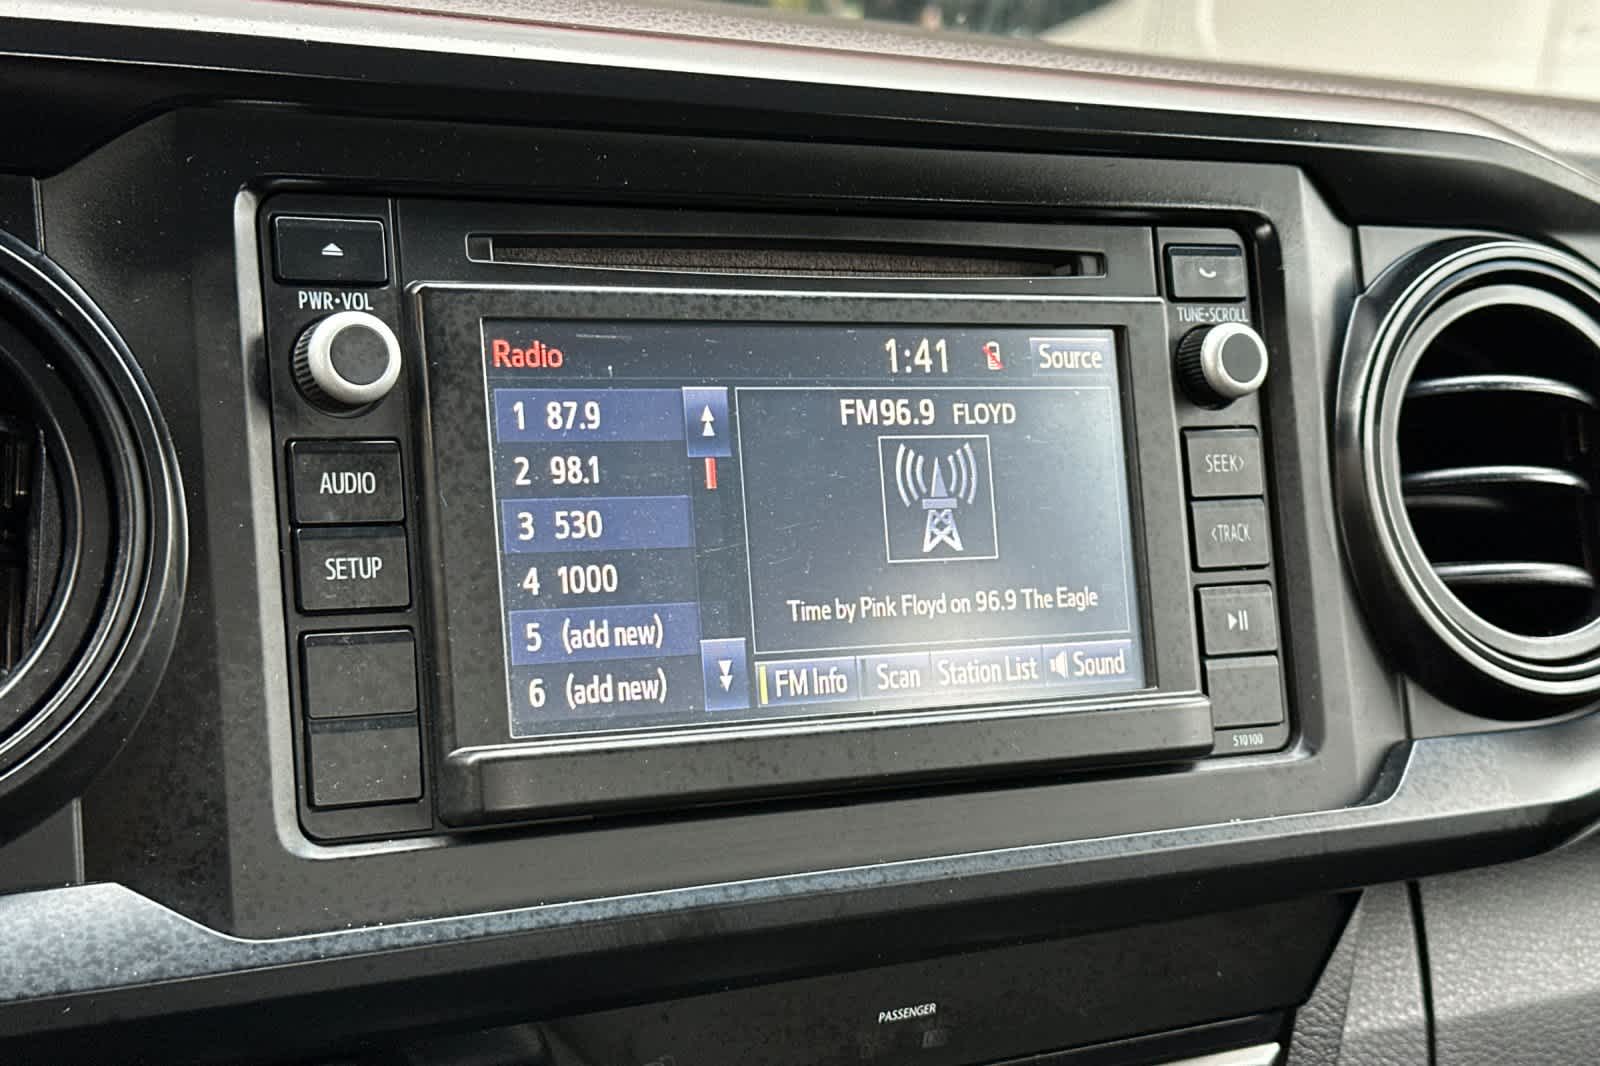 PWR•VOL
AUDIO
SETUP
Radio
1:41
Source
1 87.9
2 98.1
3 530
4 1000
5 (add new)
6 (add new)
FM96.9 FLOYD
Time by Pink Floyd on 96.9 The Eagle
FM Info
Scan
Station List
Sound
TUNE•SCROLL
SEEK>
<TRACK
510100
PASSENGER